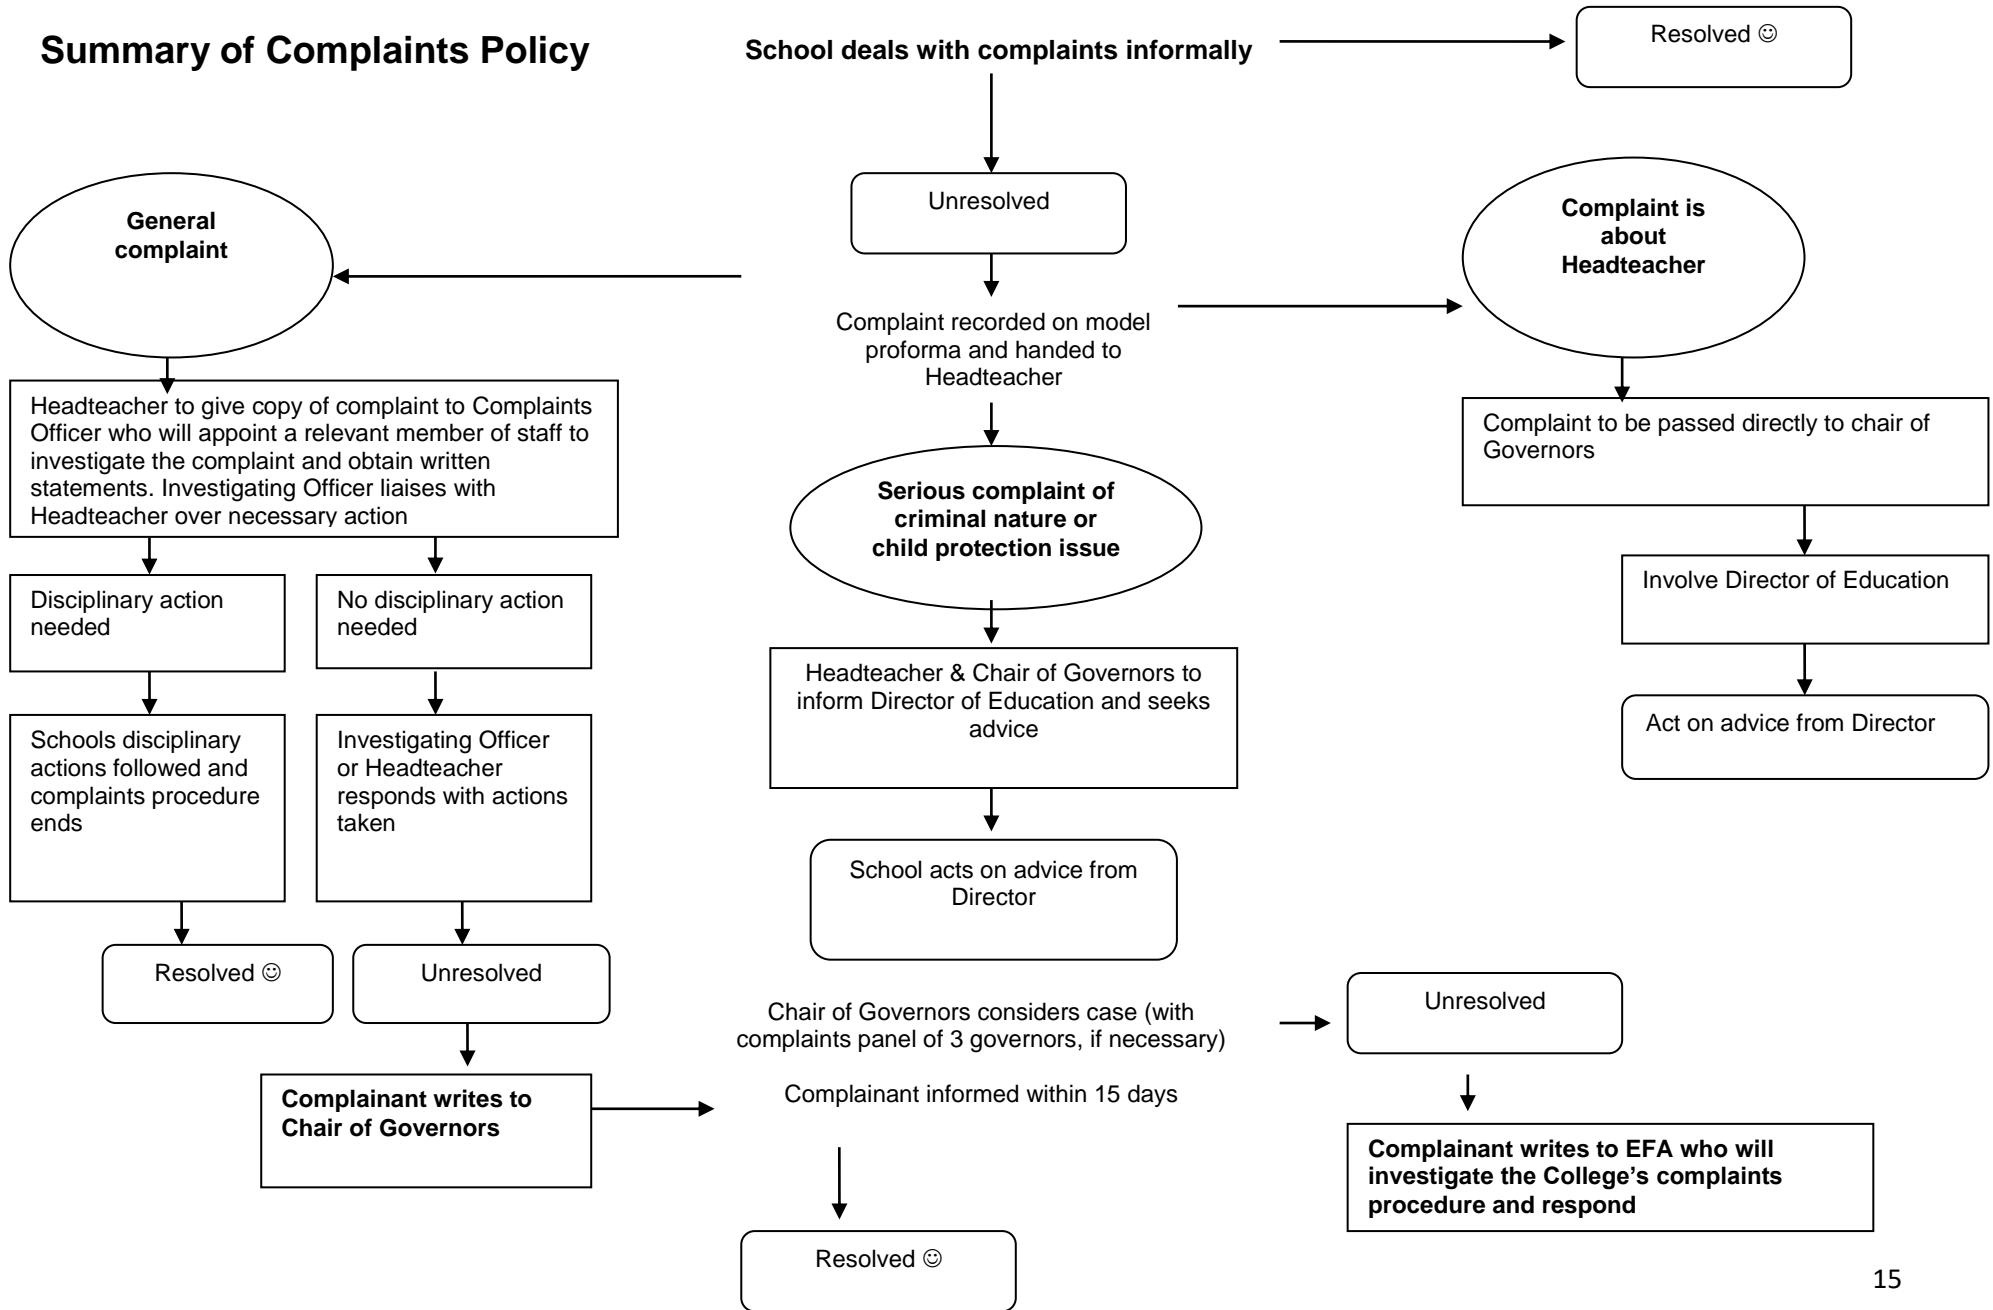 Summary of Complaints Policy
School deals with complaints informally
Resolved ☺
Unresolved
General
complaint
Complaint is
about
Headteacher
Complaint recorded on model
proforma and handed to
Headteacher
Headteacher to give copy of complaint to Complaints
Officer who will appoint a relevant member of staff to
investigate the complaint and obtain written
statements. Investigating Officer liaises with
Headteacher over necessary action
Complaint to be passed directly to chair of
Governors
Serious complaint of
criminal nature or
child protection issue
Disciplinary action
needed
No disciplinary action
needed
Involve Director of Education
Headteacher & Chair of Governors to
inform Director of Education and seeks
advice
Act on advice from Director
Schools disciplinary
actions followed and
complaints procedure
ends
Investigating Officer
or Headteacher
responds with actions
taken
School acts on advice from
Director
Resolved ☺
Unresolved
Chair of Governors considers case (with
complaints panel of 3 governors, if necessary)
Complainant informed within 15 days
Unresolved
Complainant writes to
Chair of Governors
Complainant writes to EFA who will
investigate the College’s complaints
procedure and respond
Resolved ☺
15